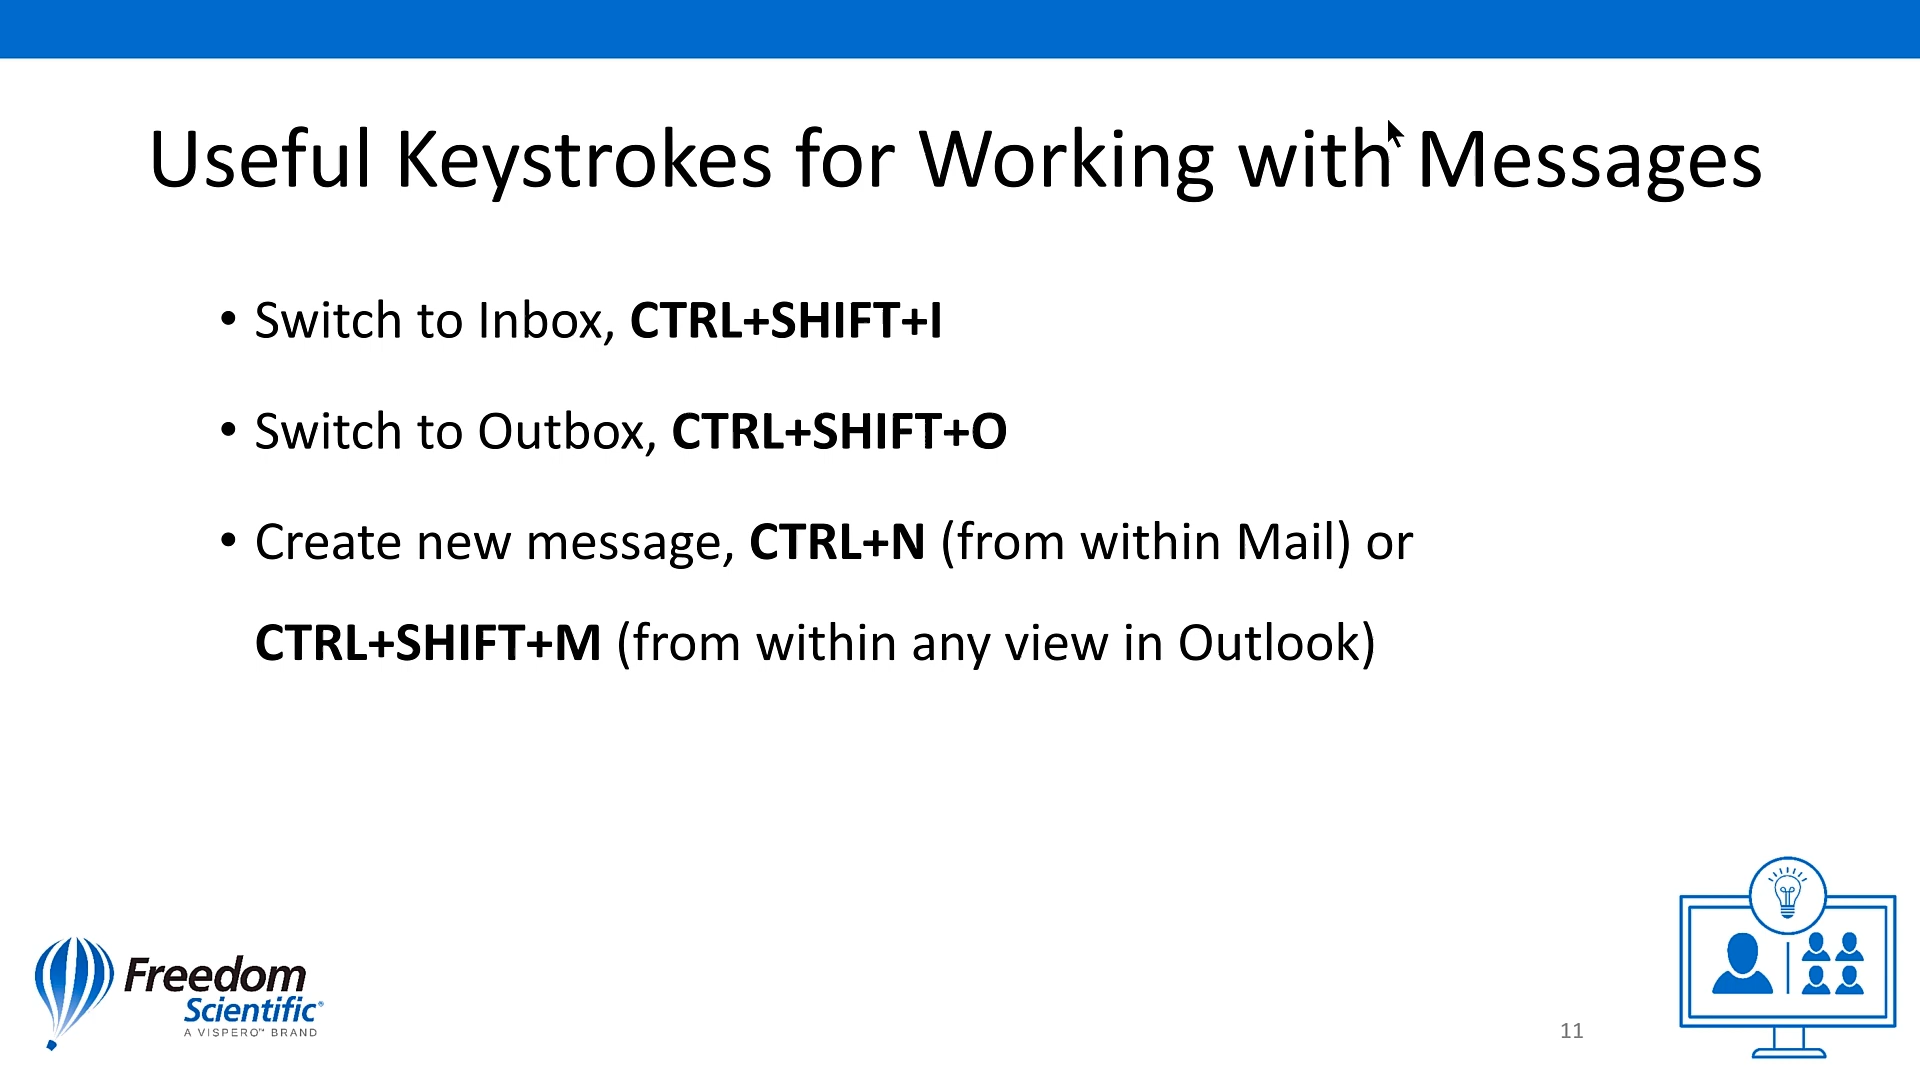 Useful Keystrokes for Working with Messages
• Switch to Inbox, CTRL+SHIFT+I
• Switch to Outbox, CTRL+SHIFT+O
• Create new message, CTRL+N (from within Mail) or
CTRL+SHIFT+M (from within any view in Outlook)
Freedom
Scientific®
A VISPERO™ BRAND
11